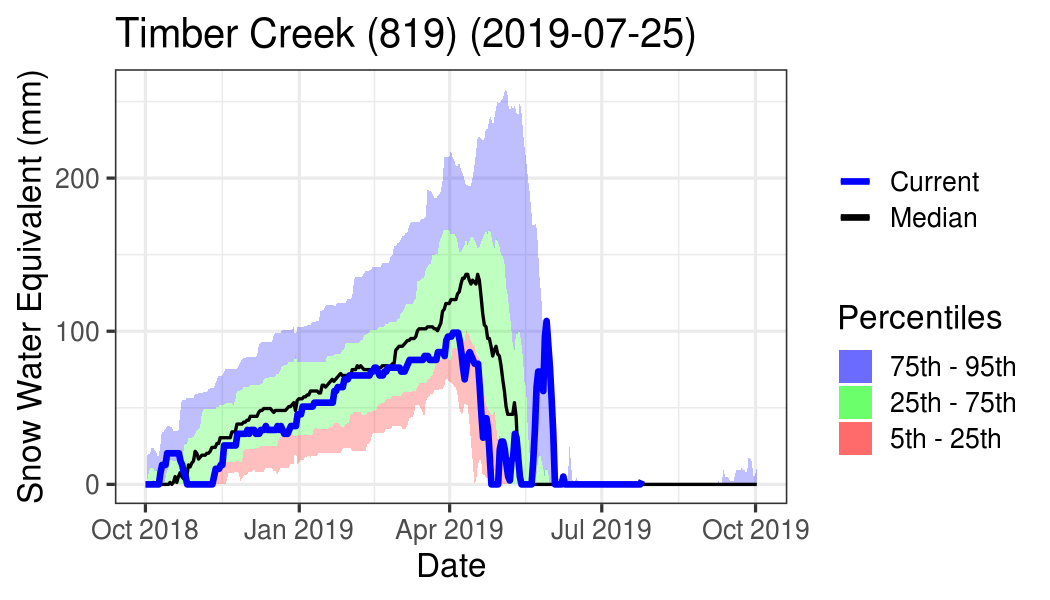 Timber Creek (819) (2019-07-25)
Snow Water Equivalent (mm)
200
100
0
Oct 2018
Jan 2019
Apr 2019
Jul 2019
Oct 2019
Date
Current
Median
Percentiles
75th - 95th
25th - 75th
5th - 25th